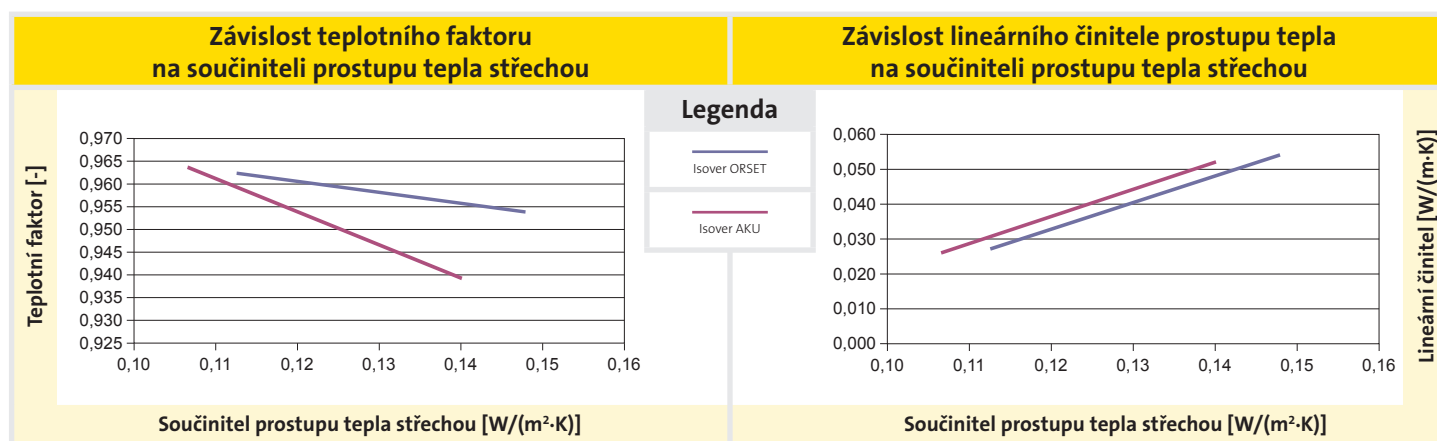 Závislost teplotního faktoru
na součiniteli prostupu tepla střechou
Teplotní faktor [-]
0,970
0,965
0,960
0,955
0,950
0,945
0,940
0,935
0,930
0,925
0,10 0,11 0,12 0,13 0,14 0,15 0,16
Součinitel prostupu tepla střechou [W/(m²·K)]
Legenda
Isover ORSET
Isover AKU
Závislost lineárního činitele prostupu tepla
na součiniteli prostupu tepla střechou
0,060
0,050
0,040
0,030
0,020
0,010
0,000
0,10 0,11 0,12 0,13 0,14 0,15 0,16
Lineární činitel [W/(m·K)]
Součinitel prostupu tepla střechou [W/(m²·K)]